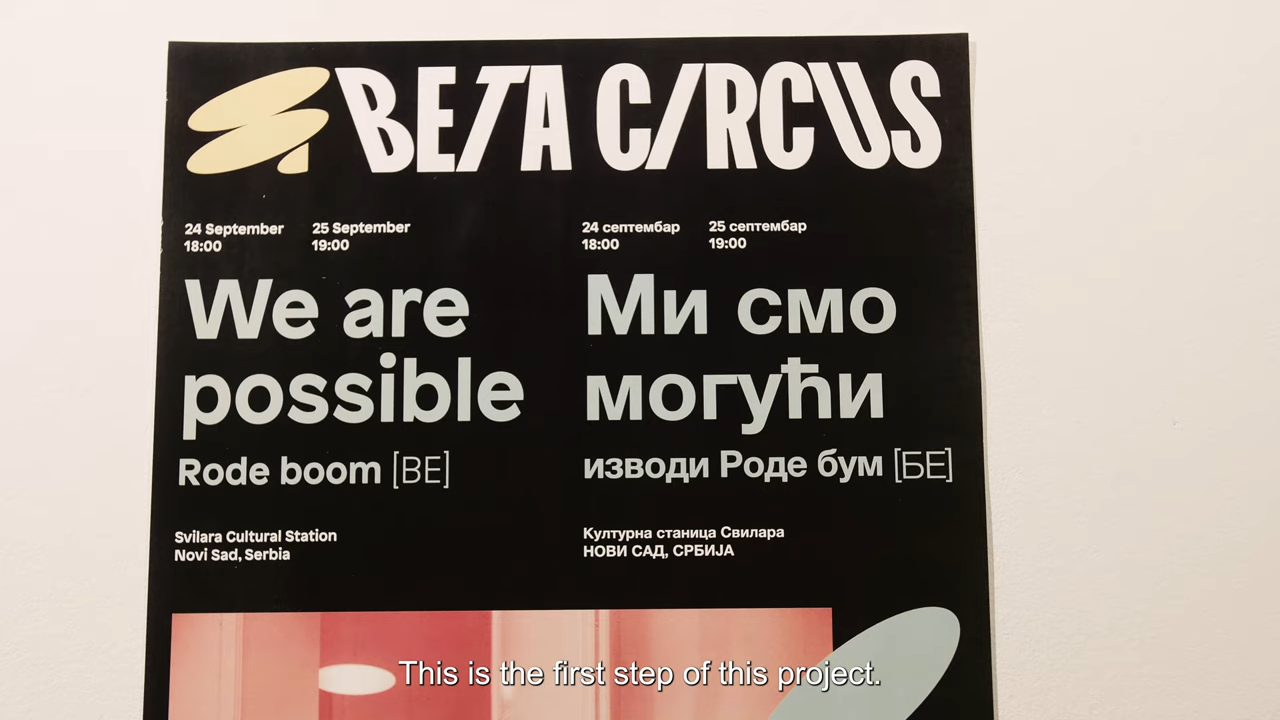 BETA CIRCUS
24 September
18:00
25 September
19:00
We are
possible
Rode boom [BE]
Svilara Cultural Station
Novi Sad, Serbia
24 септембар
18:00
25 септембар
19:00
Ми смо
могући
изводи Роде бум [БЕ]
Културна станица Свилара
НОВИ САД, СРБИЈА
This is the first step of this project.